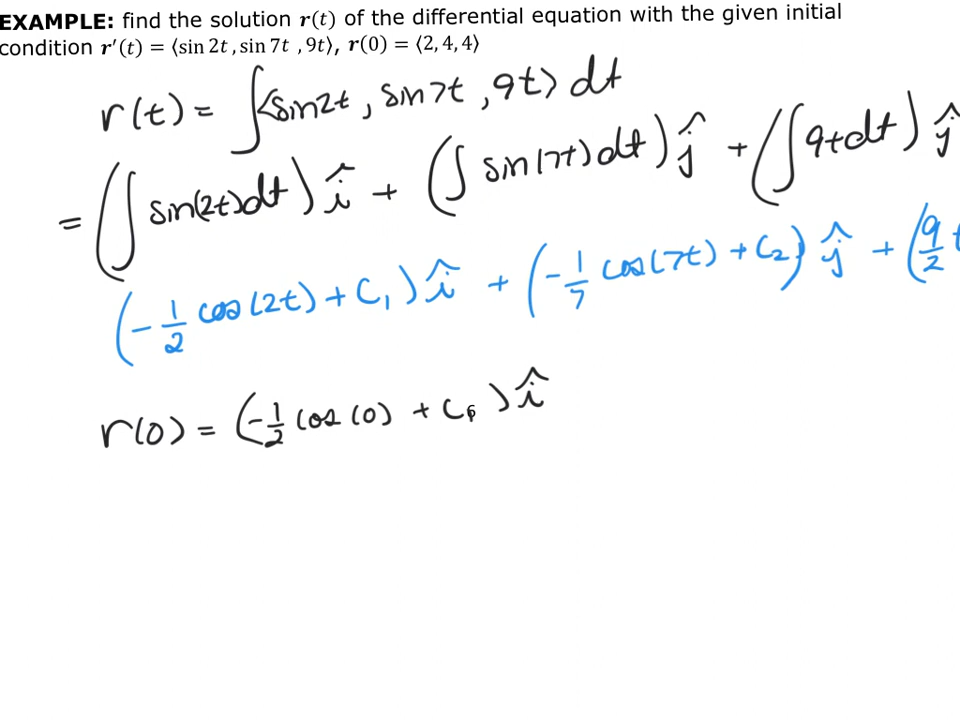 EXAMPLE: find the solution r(t) of the differential equation with the given initial
condition r′(t) = ⟨sin 2t , sin 7t , 9t⟩, r(0) = ⟨2, 4, 4⟩
r(t) = ∫⟨sin2t , sin7t , 9t⟩ dt
= (∫ sin(2t)dt) î + (∫ sin(7t)dt) ĵ + (∫ 9tdt) ĵ
(-1/2 cos(2t) + C₁) î + (-1/7 cos(7t) + C₂) ĵ + (9/2 t
r(0) = (-1/2 cos(0) + C₁) î